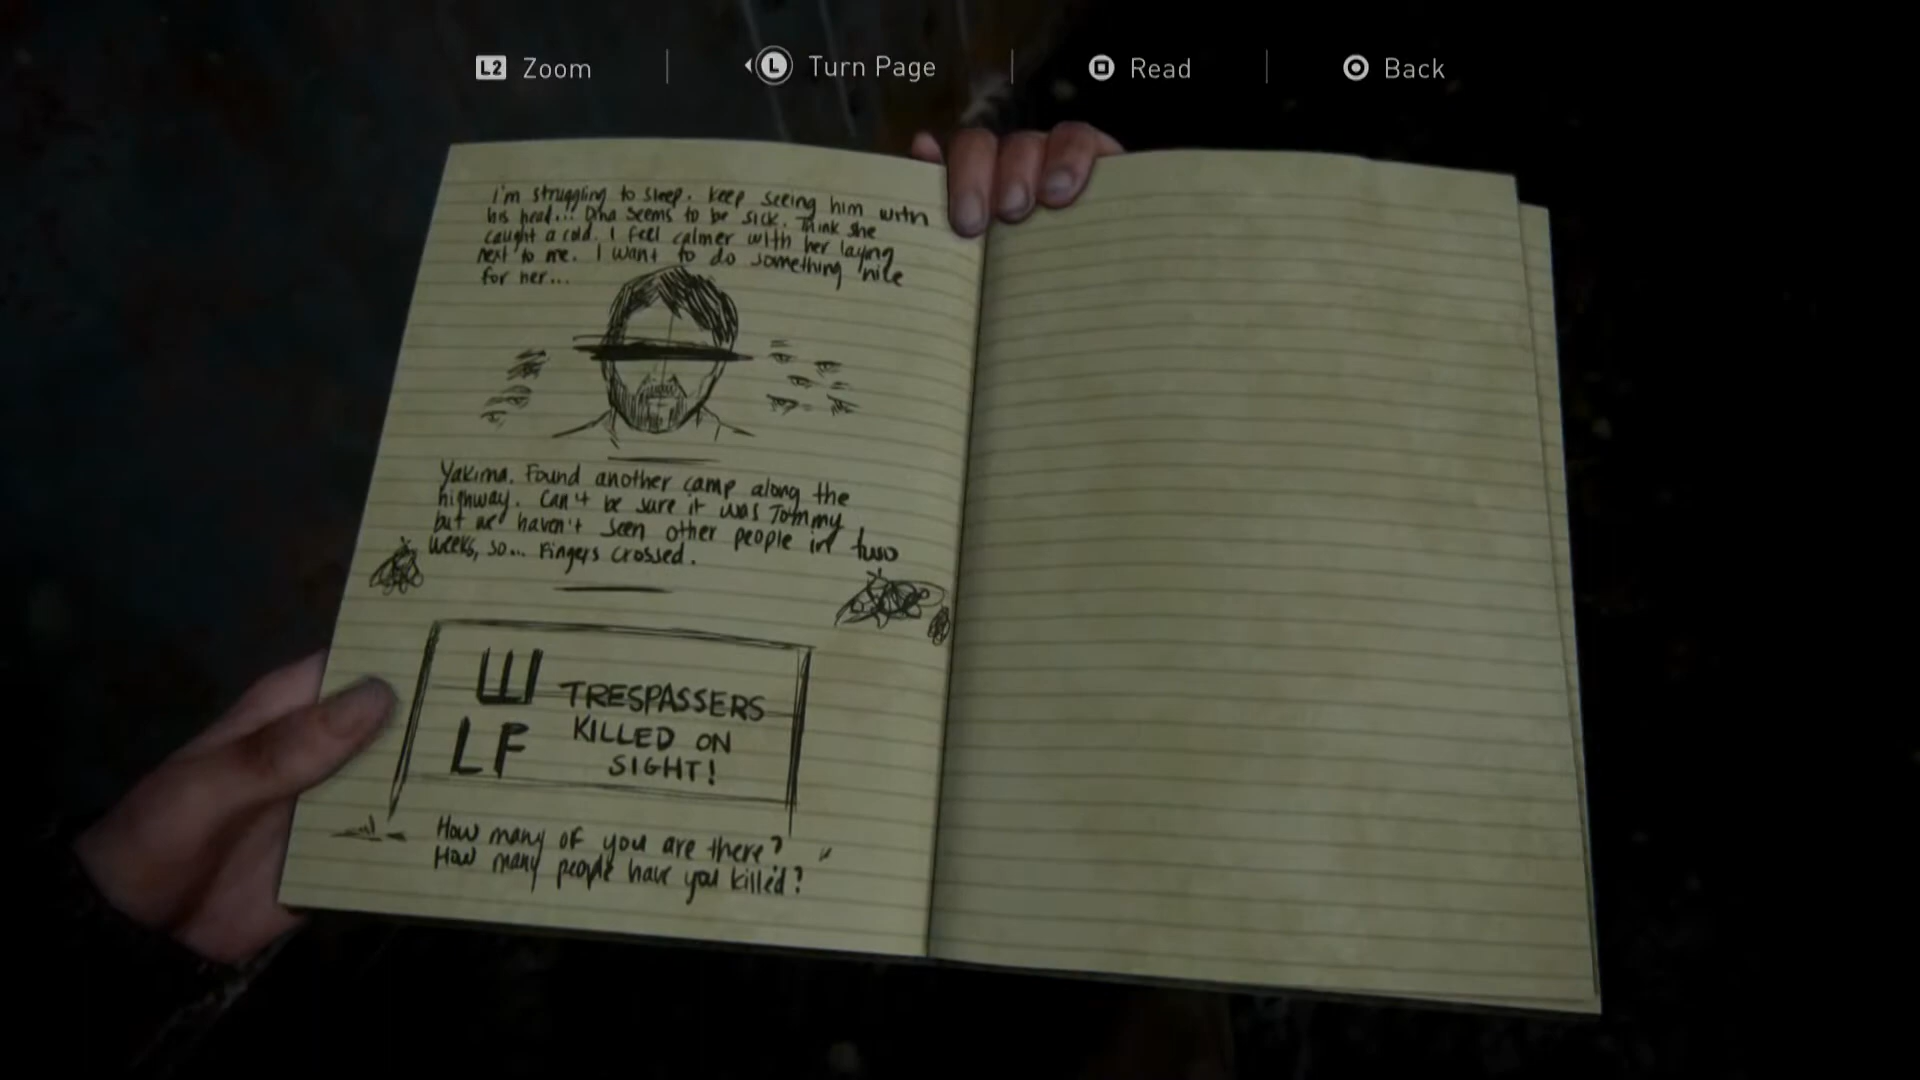 L2 Zoom
L Turn Page
Read
Back
i'm struggling to sleep. Keep seeing him with
his head... Dina seems to be sick. Think she
caught a cold. I feel calmer with her laying
next to me. I want to do something nice
for her...
Yakima. Found another camp along the
highway. Can't be sure it was Tommy
but we haven't seen other people in two
weeks, so... Fingers crossed.
W TRESPASSERS
LF KILLED ON
SIGHT!
How many of you are there?
How many people have you killed?